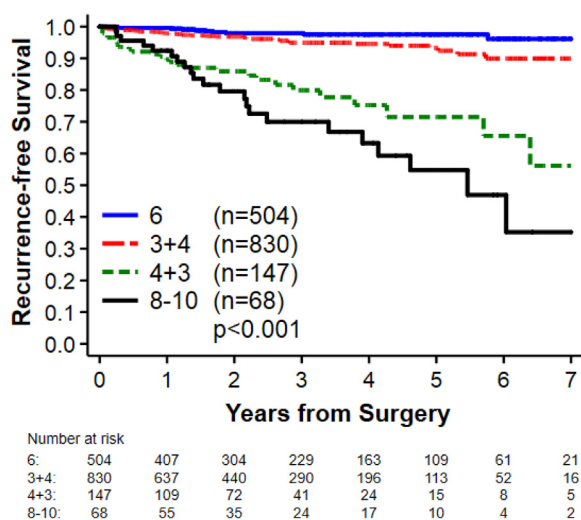 Recurrence-free Survival
1.0
0.9
0.8
0.7
0.6
0.5
0.4
0.3
0.2
0.1
0.0
6 (n=504)
3+4 (n=830)
4+3 (n=147)
8-10 (n=68)
p<0.001
0 1 2 3 4 5 6 7
Years from Surgery
Number at risk
6: 504 407 304 229 163 109 61 21
3+4: 830 637 440 290 196 113 52 16
4+3: 147 109 72 41 24 15 8 5
8-10: 68 55 35 24 17 10 4 2